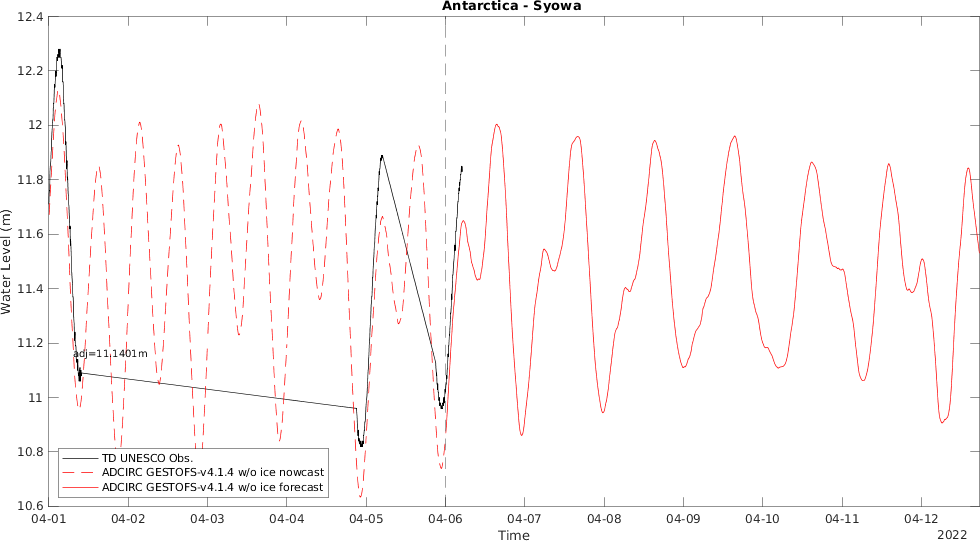 Antarctica - Syowa
12.4
12.2
12
11.8
11.6
11.4
11.2
11
10.8
10.6
Water Level (m)
adj=11.1401m
TD UNESCO Obs.
ADCIRC GESTOFS-v4.1.4 w/o ice nowcast
ADCIRC GESTOFS-v4.1.4 w/o ice forecast
04-01 04-02 04-03 04-04 04-05 04-06 04-07 04-08 04-09 04-10 04-11 04-12
Time
2022